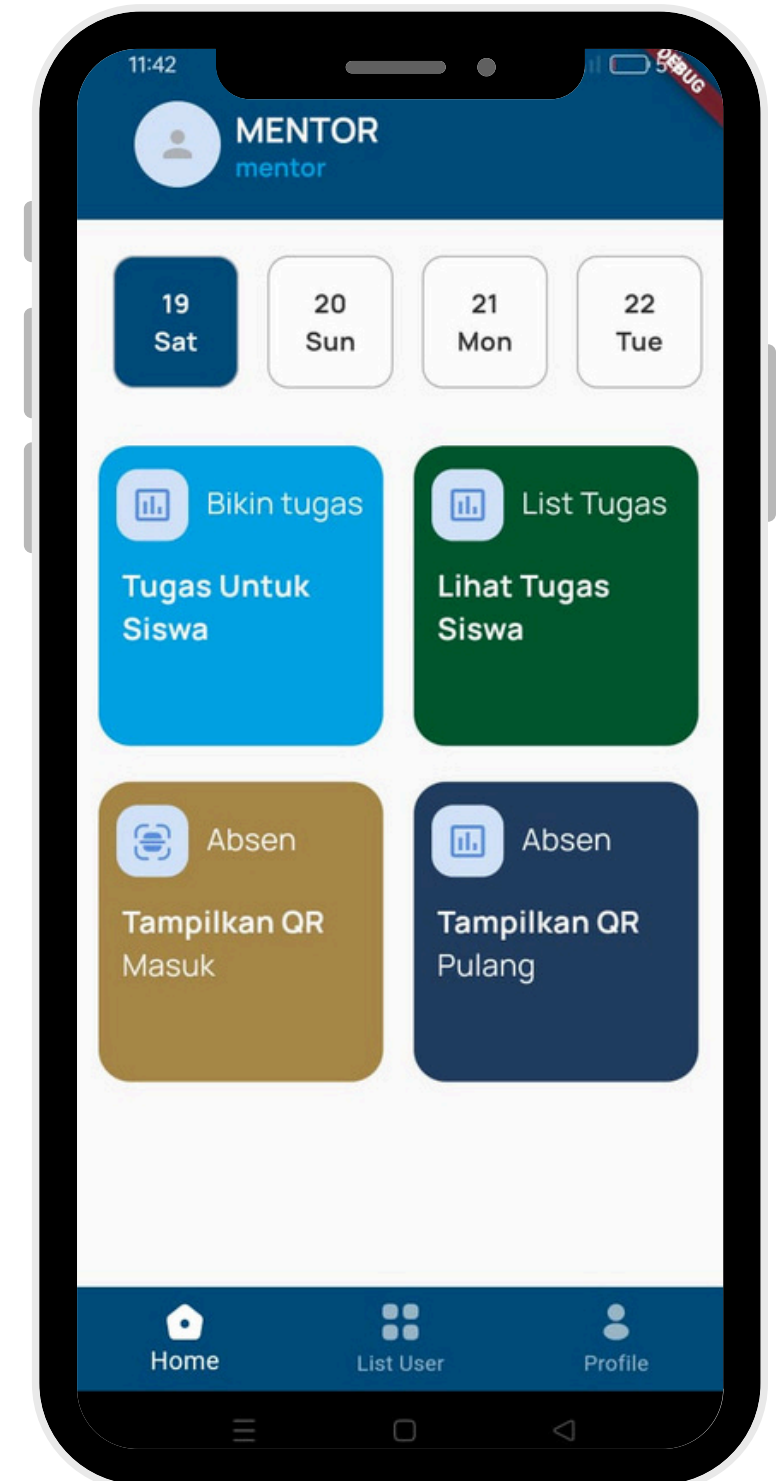 11:42
DEBUG
MENTOR
mentor
19
Sat
20
Sun
21
Mon
22
Tue
Bikin tugas
Tugas Untuk
Siswa
List Tugas
Lihat Tugas
Siswa
Absen
Tampilkan QR
Masuk
Absen
Tampilkan QR
Pulang
Home
List User
Profile